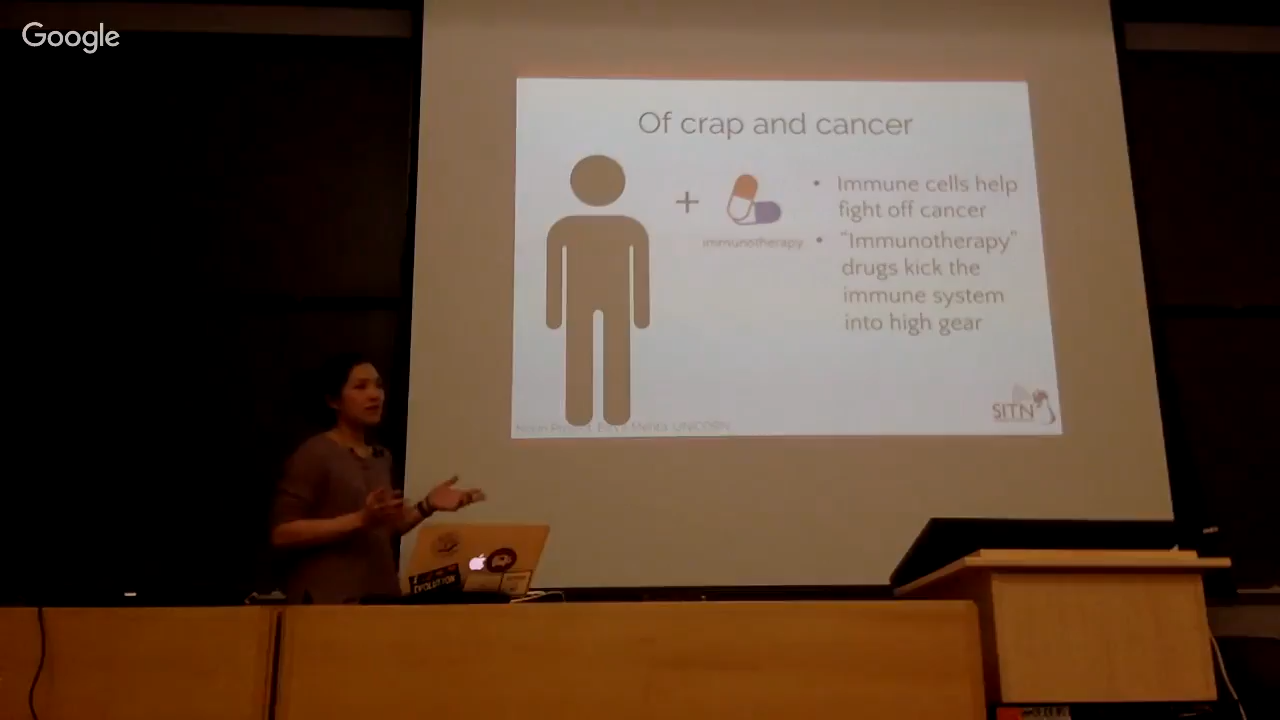 Google
Of crap and cancer
+
immunotherapy
• Immune cells help
fight off cancer
• "Immunotherapy"
drugs kick the
immune system
into high gear
SITN
EVOLUTION